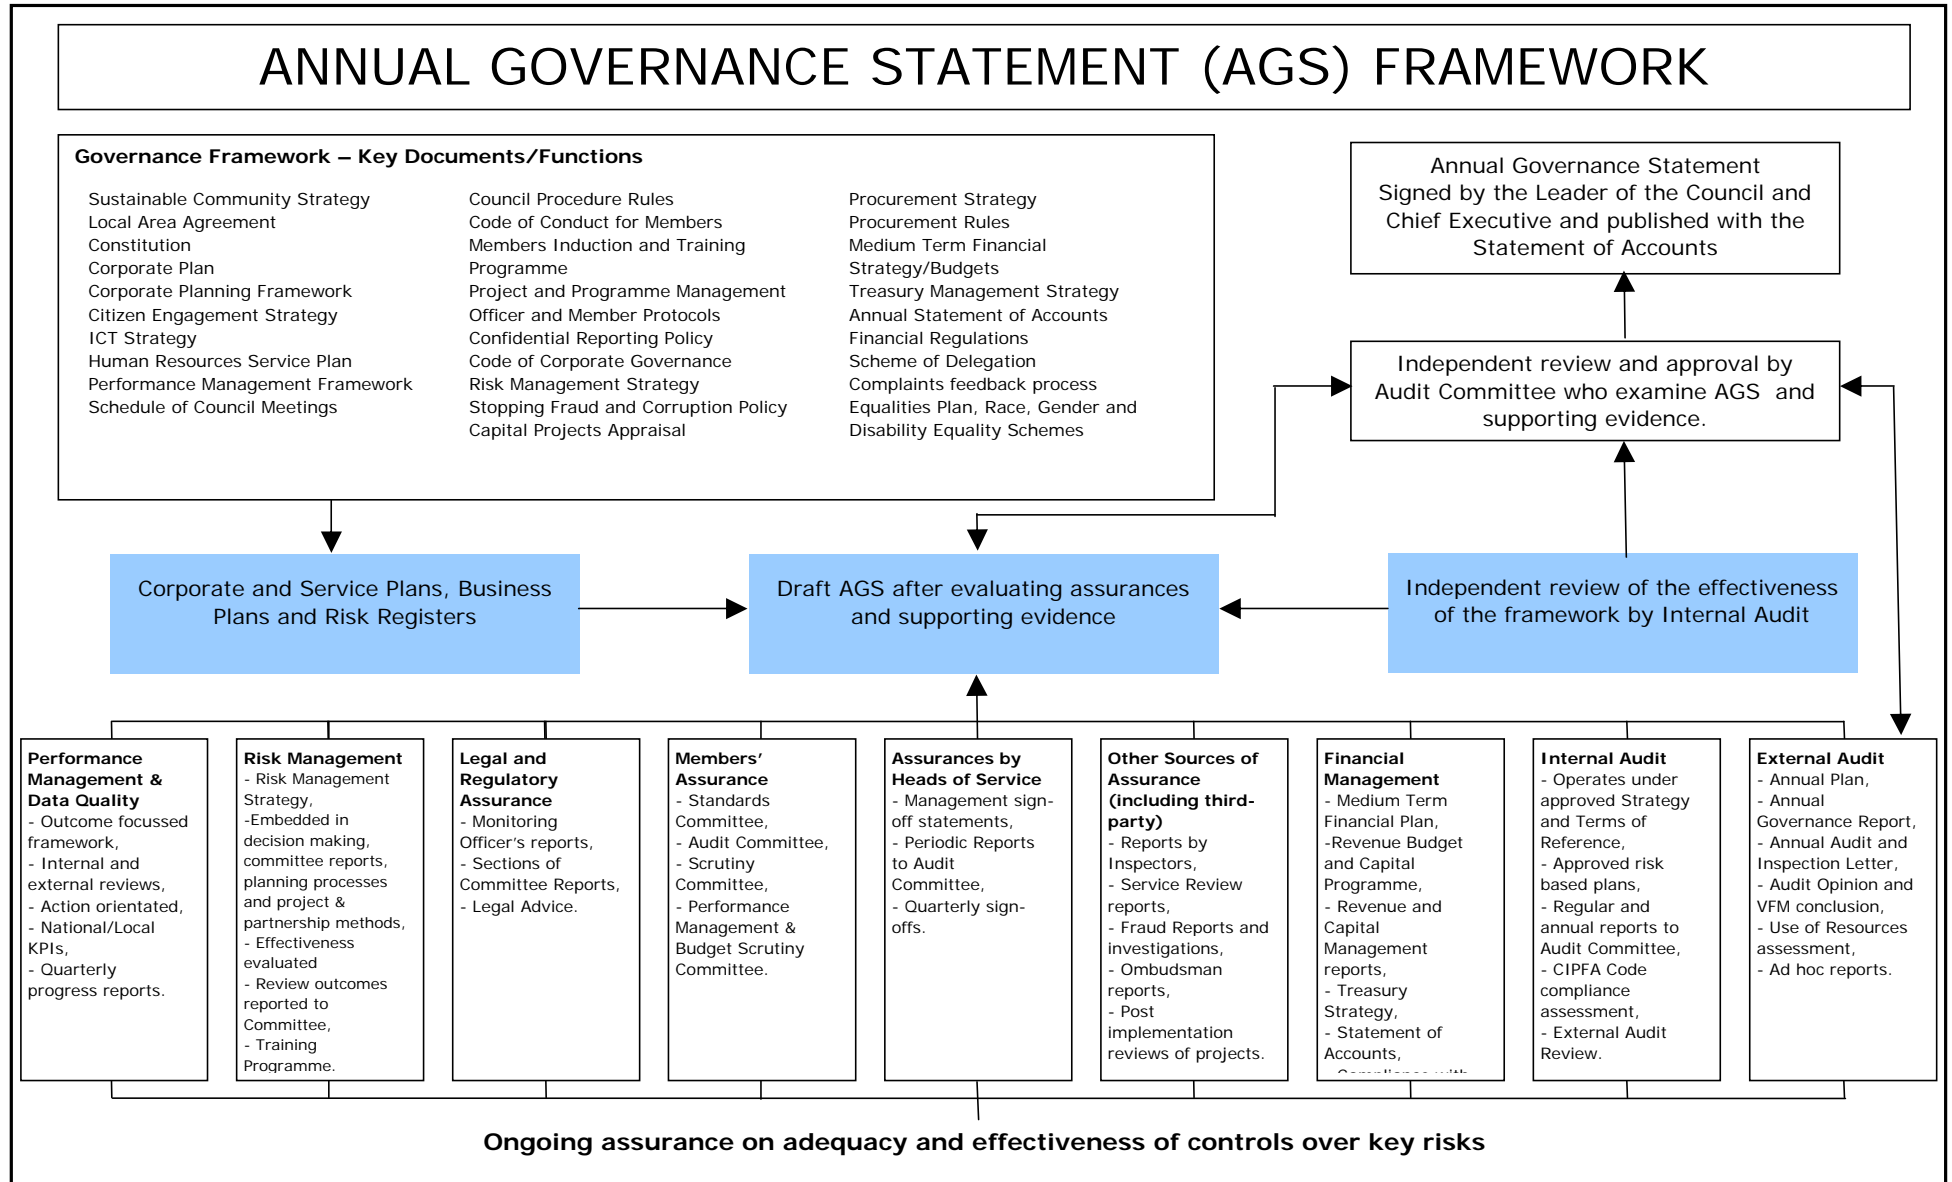 ANNUAL GOVERNANCE STATEMENT (AGS) FRAMEWORK
Governance Framework – Key Documents/Functions
Sustainable Community Strategy
Local Area Agreement
Constitution
Corporate Plan
Corporate Planning Framework
Citizen Engagement Strategy
ICT Strategy
Human Resources Service Plan
Performance Management Framework
Schedule of Council Meetings
Council Procedure Rules
Code of Conduct for Members
Members Induction and Training
Programme
Project and Programme Management
Officer and Member Protocols
Confidential Reporting Policy
Code of Corporate Governance
Risk Management Strategy
Stopping Fraud and Corruption Policy
Capital Projects Appraisal
Procurement Strategy
Procurement Rules
Medium Term Financial
Strategy/Budgets
Treasury Management Strategy
Annual Statement of Accounts
Financial Regulations
Scheme of Delegation
Complaints feedback process
Equalities Plan, Race, Gender and
Disability Equality Schemes
Annual Governance Statement
Signed by the Leader of the Council and
Chief Executive and published with the
Statement of Accounts
Independent review and approval by
Audit Committee who examine AGS and
supporting evidence.
Corporate and Service Plans, Business
Plans and Risk Registers
Draft AGS after evaluating assurances
and supporting evidence
Independent review of the effectiveness
of the framework by Internal Audit
Performance
Management &
Data Quality
- Outcome focussed
framework,
- Internal and
external reviews,
- Action orientated,
- National/Local
KPIs,
- Quarterly
progress reports.
Risk Management
- Risk Management
Strategy,
-Embedded in
decision making,
committee reports,
planning processes
and project &
partnership methods,
- Effectiveness
evaluated
- Review outcomes
reported to
Committee,
- Training
Programme.
Legal and
Regulatory
Assurance
- Monitoring
Officer's reports,
- Sections of
Committee Reports,
- Legal Advice.
Members'
Assurance
- Standards
Committee,
- Audit Committee,
- Scrutiny
Committee,
- Performance
Management &
Budget Scrutiny
Committee.
Assurances by
Heads of Service
- Management sign-
off statements,
- Periodic Reports
to Audit
Committee,
- Quarterly sign-
offs.
Other Sources of
Assurance
(including third-
party)
- Reports by
Inspectors,
- Service Review
reports,
- Fraud Reports and
investigations,
- Ombudsman
reports,
- Post
implementation
reviews of projects.
Financial
Management
- Medium Term
Financial Plan,
-Revenue Budget
and Capital
Programme,
- Revenue and
Capital
Management
reports,
- Treasury
Strategy,
- Statement of
Accounts,
- Compliance with
Internal Audit
- Operates under
approved Strategy
and Terms of
Reference,
- Approved risk
based plans,
- Regular and
annual reports to
Audit Committee,
- CIPFA Code
compliance
assessment,
- External Audit
Review.
External Audit
- Annual Plan,
- Annual
Governance Report,
- Annual Audit and
Inspection Letter,
- Audit Opinion and
VFM conclusion,
- Use of Resources
assessment,
- Ad hoc reports.
Ongoing assurance on adequacy and effectiveness of controls over key risks